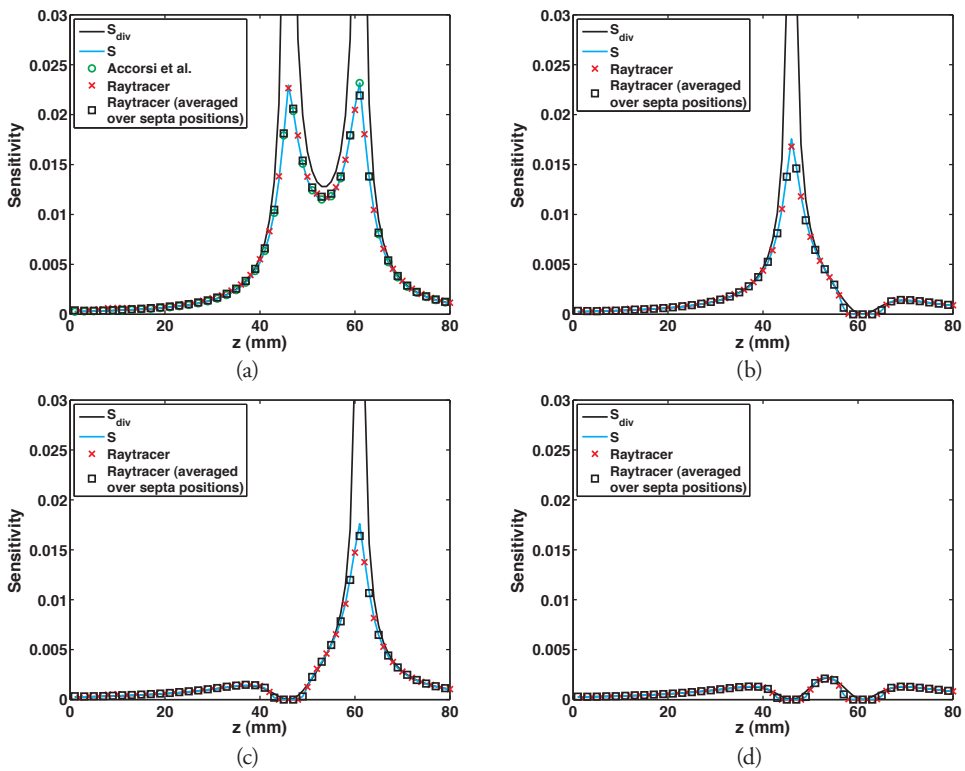 0.03
0.025
0.02
0.015
0.01
0.005
0
Sensitivity
S_div
S
Accorsi et al.
Raytracer
Raytracer (averaged
over septa positions)
0 20 40 60 80
z (mm)
(a)
0.03
0.025
0.02
0.015
0.01
0.005
0
Sensitivity
S_div
S
Raytracer
Raytracer (averaged
over septa positions)
0 20 40 60 80
z (mm)
(b)
0.03
0.025
0.02
0.015
0.01
0.005
0
Sensitivity
S_div
S
Raytracer
Raytracer (averaged
over septa positions)
0 20 40 60 80
z (mm)
(c)
0.03
0.025
0.02
0.015
0.01
0.005
0
Sensitivity
S_div
S
Raytracer
Raytracer (averaged
over septa positions)
0 20 40 60 80
z (mm)
(d)